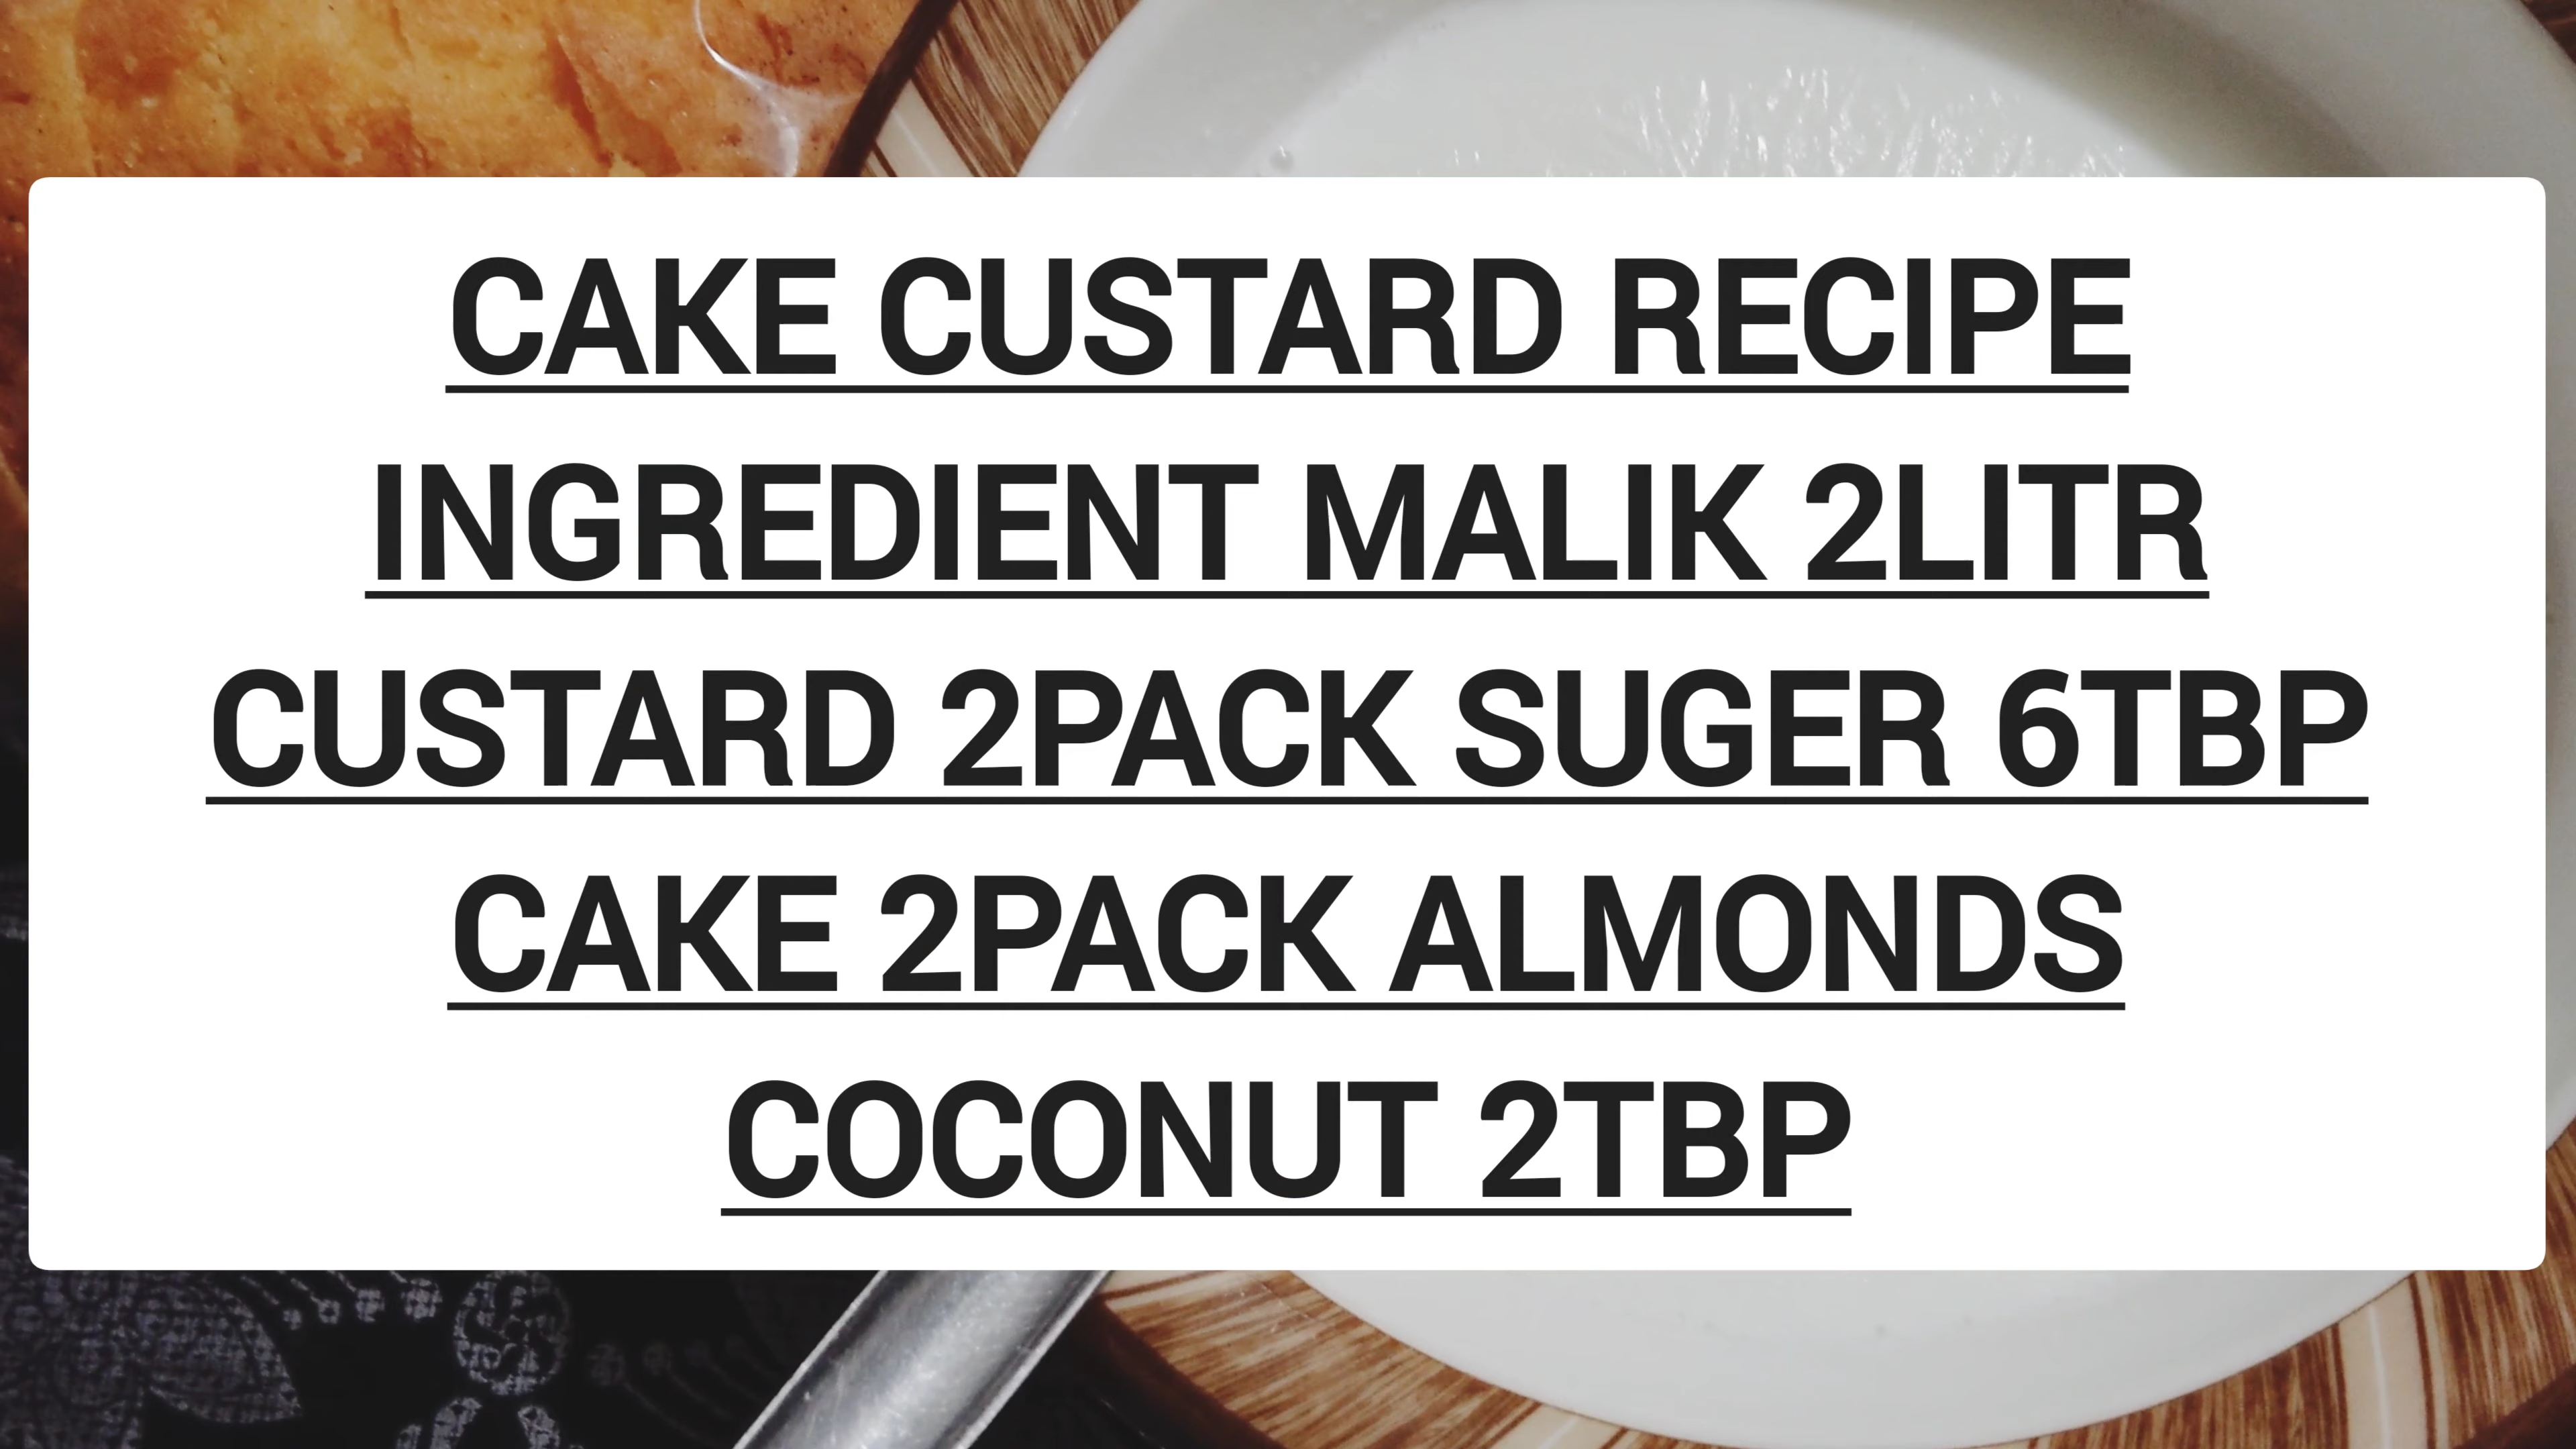 CAKE CUSTARD RECIPE
INGREDIENT MALIK 2LITR
CUSTARD 2PACK SUGER 6TBP
CAKE 2PACK ALMONDS
COCONUT 2TBP